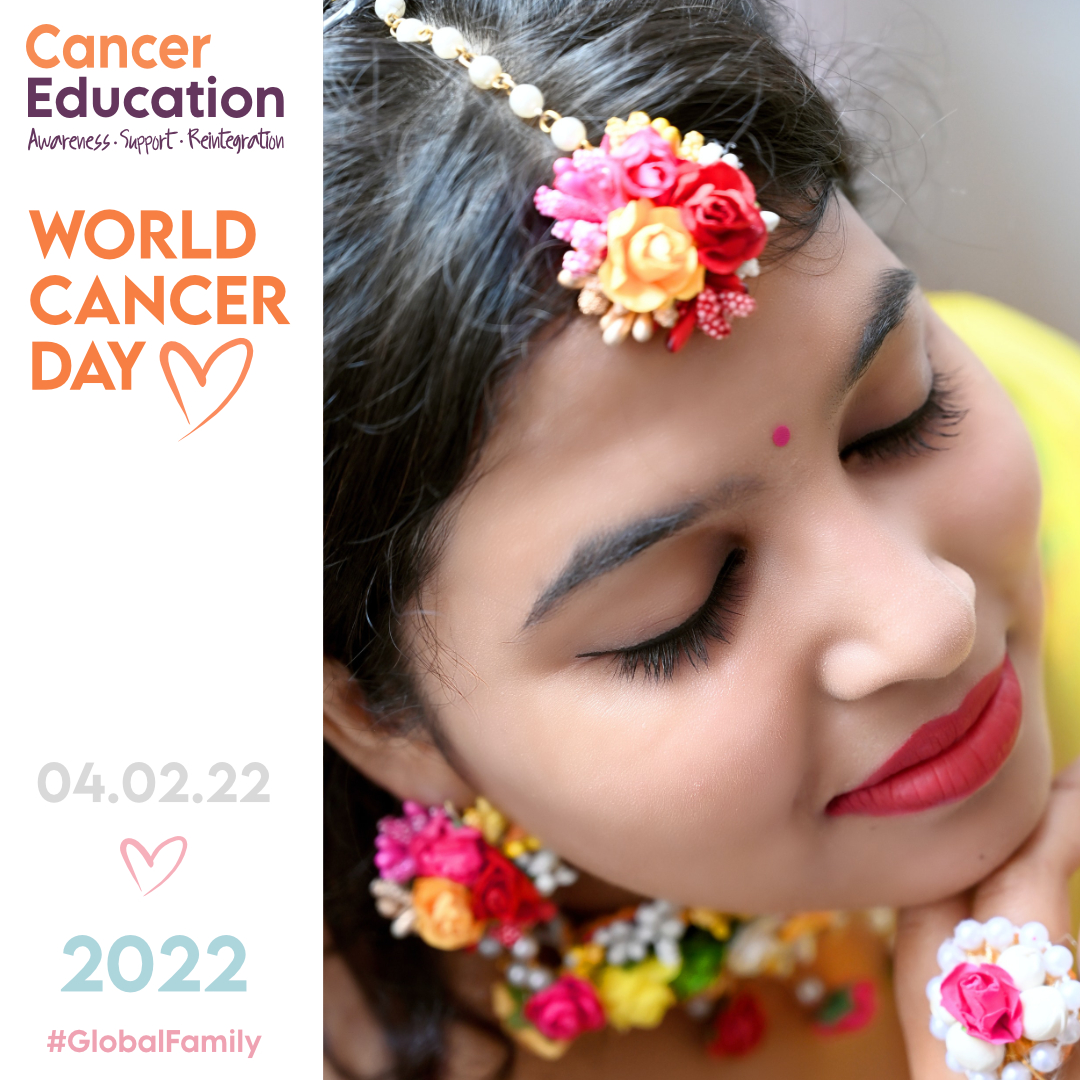 Cancer
Education
Awareness · Support · Reintegration
WORLD
CANCER
DAY
04.02.22
2022
#GlobalFamily